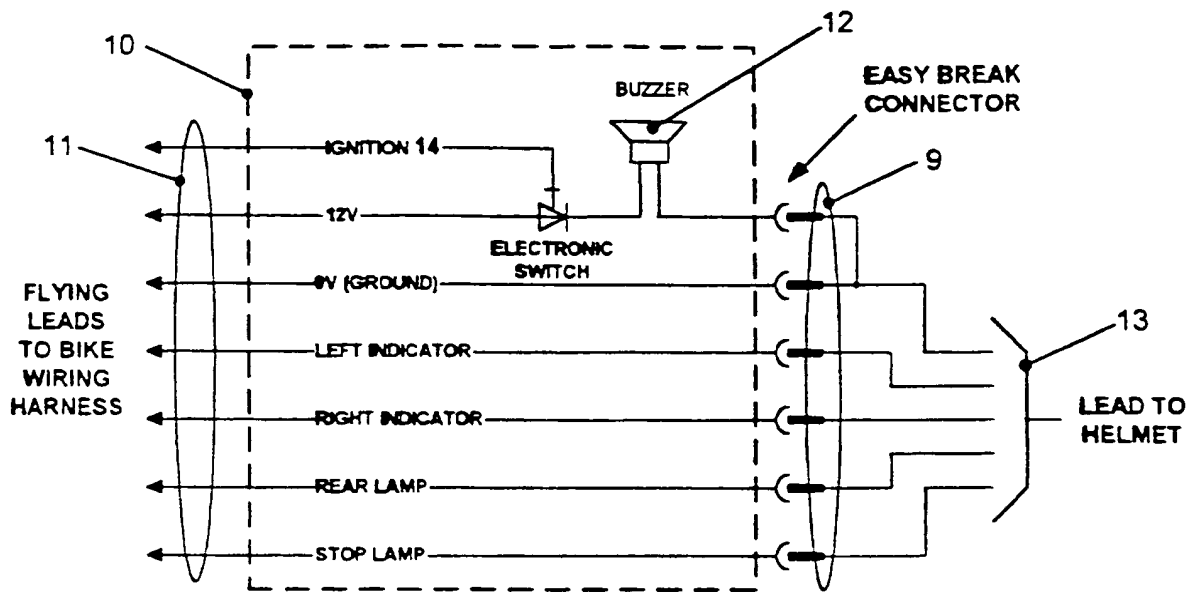 12
10
EASY BREAK
CONNECTOR
BUZZER
11
IGNITION 14
9
12V
ELECTRONIC
SWITCH
0V (GROUND)
FLYING
LEADS
TO BIKE
WIRING
HARNESS
13
LEFT INDICATOR
RIGHT INDICATOR
LEAD TO
HELMET
REAR LAMP
STOP LAMP